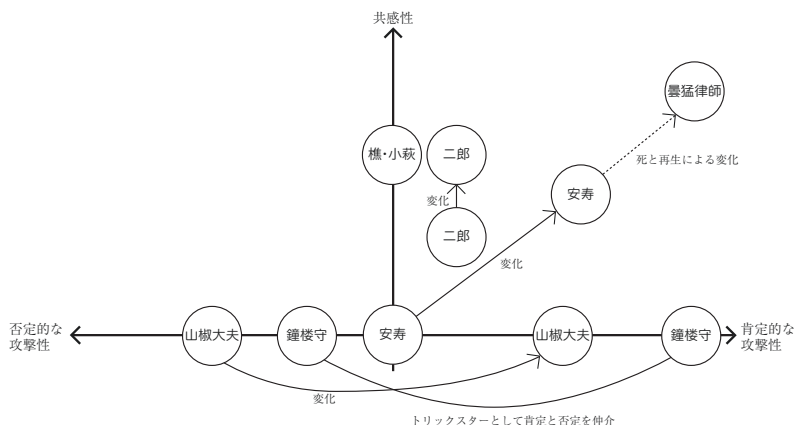 共感性
曇猛律師
樵・小萩
二郎
死と再生による変化
安寿
変化
二郎
変化
否定的な
攻撃性
山椒大夫
鐘楼守
安寿
山椒大夫
鐘楼守
肯定的な
攻撃性
変化
トリックスターとして肯定と否定を仲介